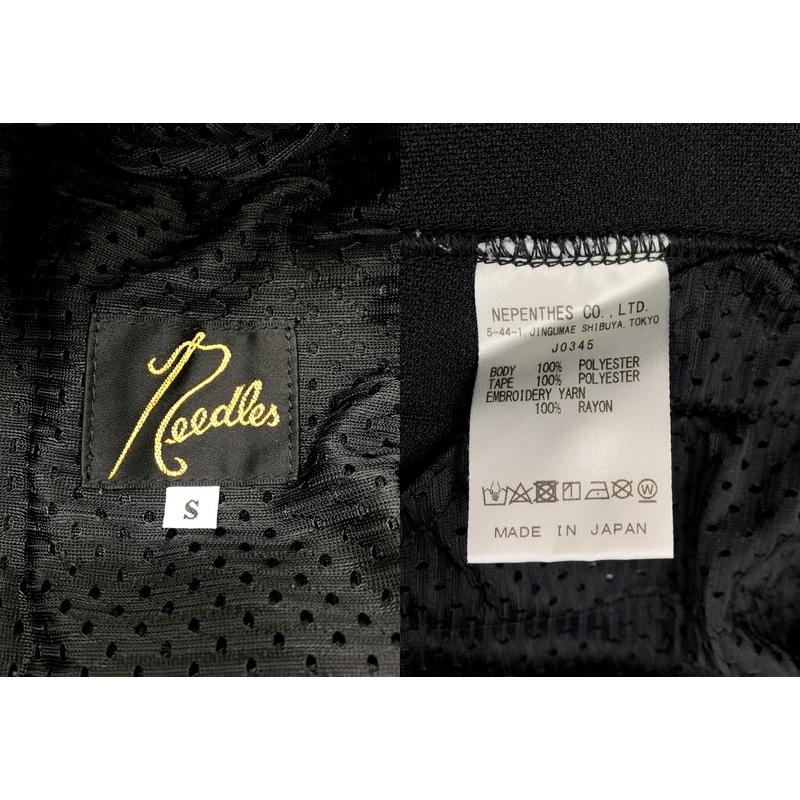 Needles
S
NEPENTHES CO.,LTD.
5-44-1,JINGUMAE SHIBUYA,TOKYO
J0345
BODY 100% POLYESTER
TAPE 100% POLYESTER
EMBROIDERY YARN
100% RAYON
MADE IN JAPAN